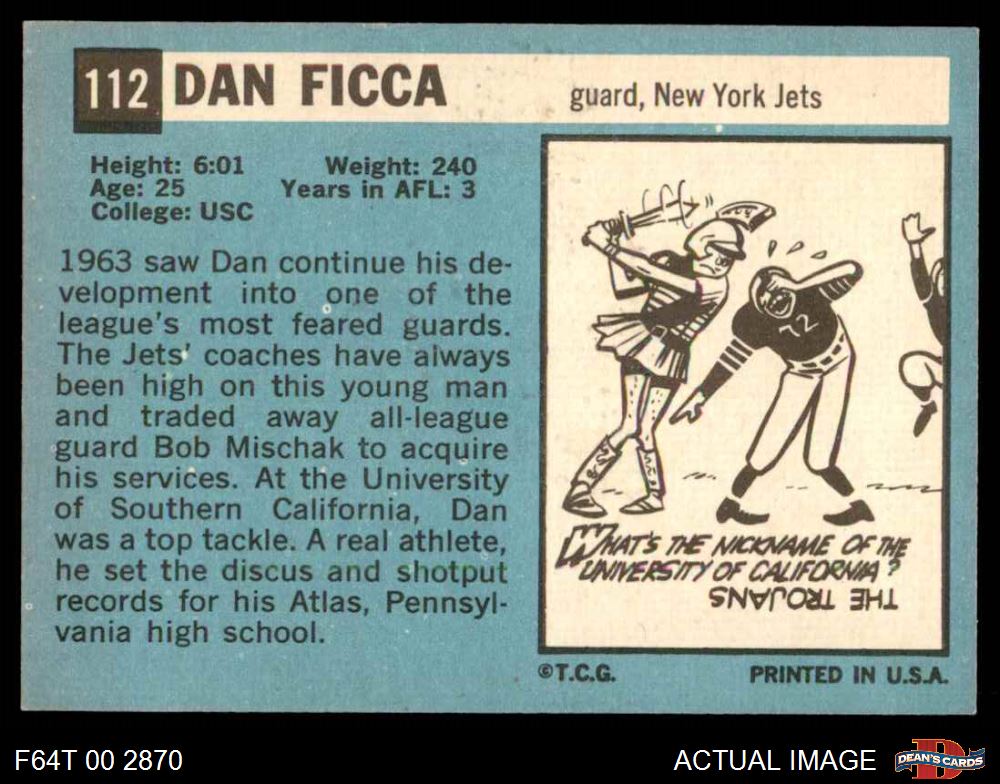 112 DAN FICCA guard, New York Jets
Height: 6:01 Weight: 240
Age: 25 Years in AFL: 3
College: USC
1963 saw Dan continue his de-
velopment into one of the
league's most feared guards.
The Jets' coaches have always
been high on this young man
and traded away all-league
guard Bob Mischak to acquire
his services. At the University
of Southern California, Dan
was a top tackle. A real athlete,
he set the discus and shotput
records for his Atlas, Pennsyl-
vania high school.
72
WHAT'S THE NICKNAME OF THE
UNIVERSITY OF CALIFORNIA?
THE TROJANS
©T.C.G. PRINTED IN U.S.A.
F64T 00 2870 ACTUAL IMAGE DEAN'S CARDS